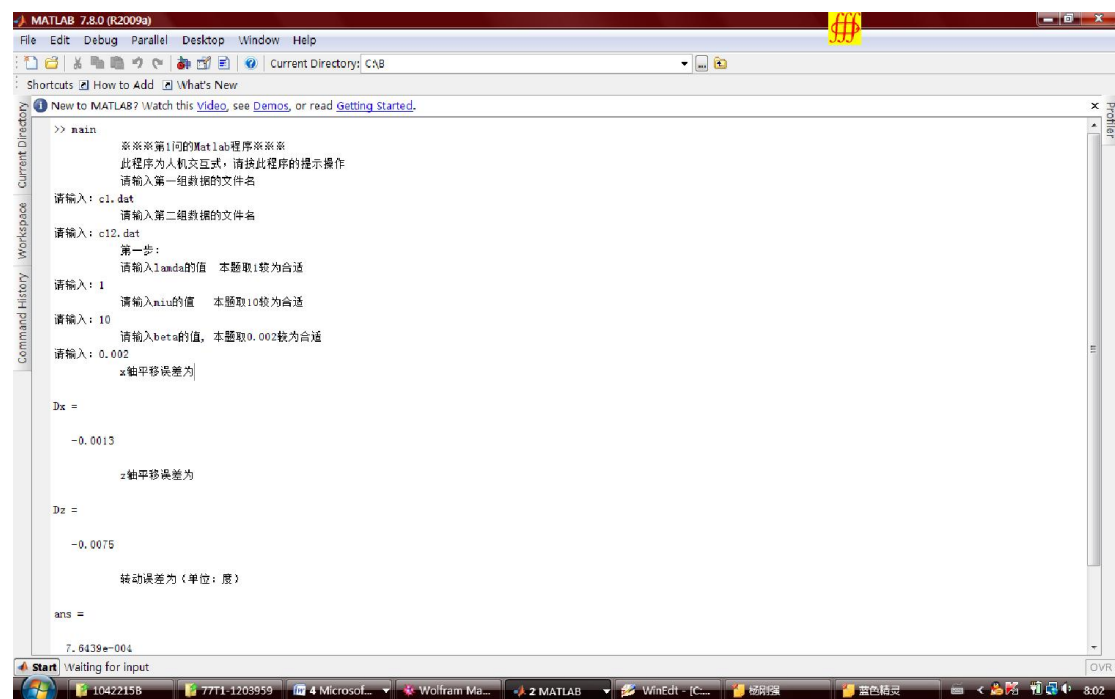 MATLAB 7.8.0 (R2009a)
File Edit Debug Parallel Desktop Window Help
Current Directory: C:\B
Shortcuts How to Add What's New
New to MATLAB? Watch this Video, see Demos, or read Getting Started.
Current Directory
Workspace
Command History
Profiler
>> main
※※※第1问的Matlab程序※※※
此程序为人机交互式，请按此程序的提示操作
请输入第一组数据的文件名
请输入：c1.dat
请输入第二组数据的文件名
请输入：c12.dat
第一步：
请输入lamda的值 本题取1较为合适
请输入：1
请输入miu的值 本题取10较为合适
请输入：10
请输入beta的值, 本题取0.002较为合适
请输入：0.002
x轴平移误差为
Dx =
-0.0013
z轴平移误差为
Dz =
-0.0075
转动误差为（单位：度）
ans =
7.6439e-004
Start Waiting for input OVR
1042215B 77T1-1203959 4 Microsof... Wolfram Ma... 2 MATLAB WinEdt - [C:... 杨刚强 蓝色精灵 8:02